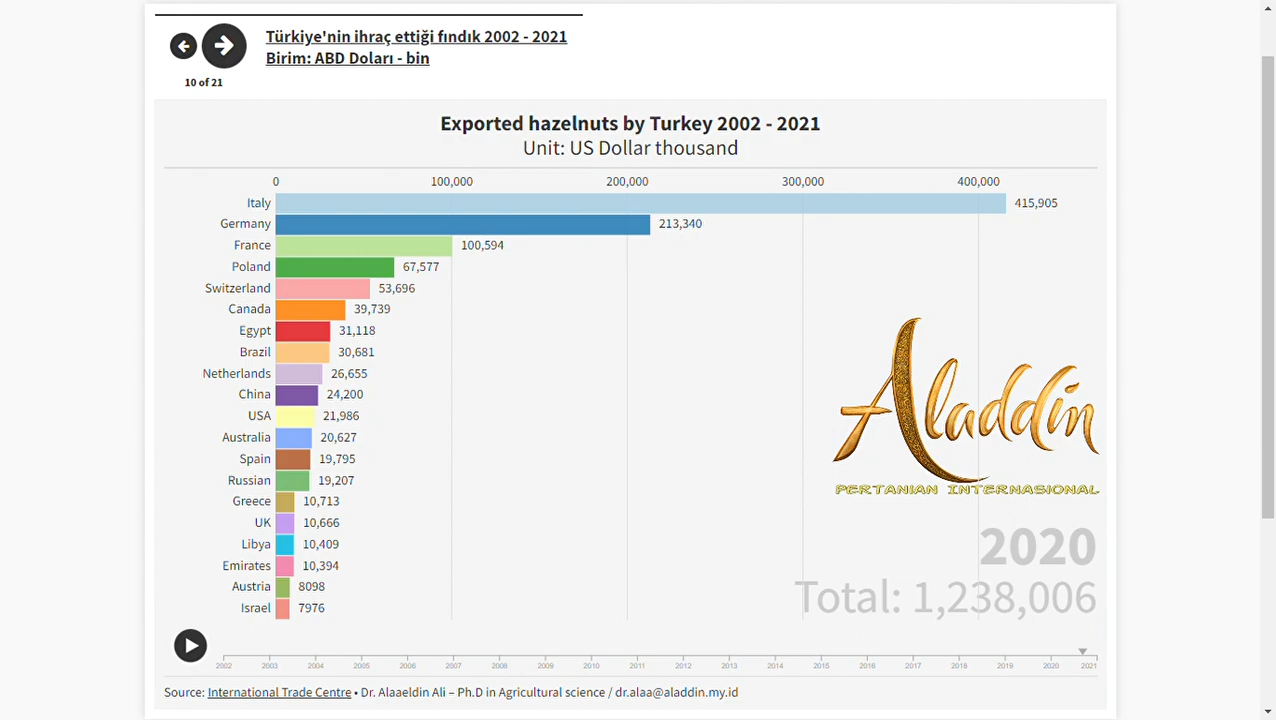 Türkiye'nin ihraç ettiği fındık 2002 - 2021
Birim: ABD Doları - bin
10 of 21
Exported hazelnuts by Turkey 2002 - 2021
Unit: US Dollar thousand
0 100,000 200,000 300,000 400,000
Italy 415,905
Germany 213,340
France 100,594
Poland 67,577
Switzerland 53,696
Canada 39,739
Egypt 31,118
Brazil 30,681
Netherlands 26,655
China 24,200
USA 21,986
Australia 20,627
Spain 19,795
Russian 19,207
Greece 10,713
UK 10,666
Libya 10,409
Emirates 10,394
Austria 8098
Israel 7976
Aladdin
PERTANIAN INTERNASIONAL
2020
Total: 1,238,006
2002 2003 2004 2005 2006 2007 2008 2009 2010 2011 2012 2013 2014 2015 2016 2017 2018 2019 2020 2021
Source: International Trade Centre • Dr. Alaaeldin Ali – Ph.D in Agricultural science / dr.alaa@aladdin.my.id